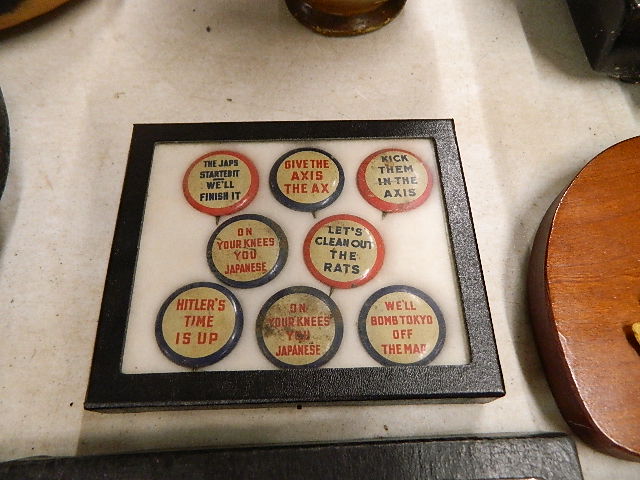 THE JAPS
STARTED IT
WE'LL
FINISH IT
GIVE THE
AXIS
THE AX
KICK
THEM
IN THE
AXIS
ON
YOUR KNEES
YOU
JAPANESE
LET'S
CLEAN OUT
THE
RATS
HITLER'S
TIME
IS UP
ON
YOUR KNEES
YOU
JAPANESE
WE'LL
BOMB TOKYO
OFF
THE MAP